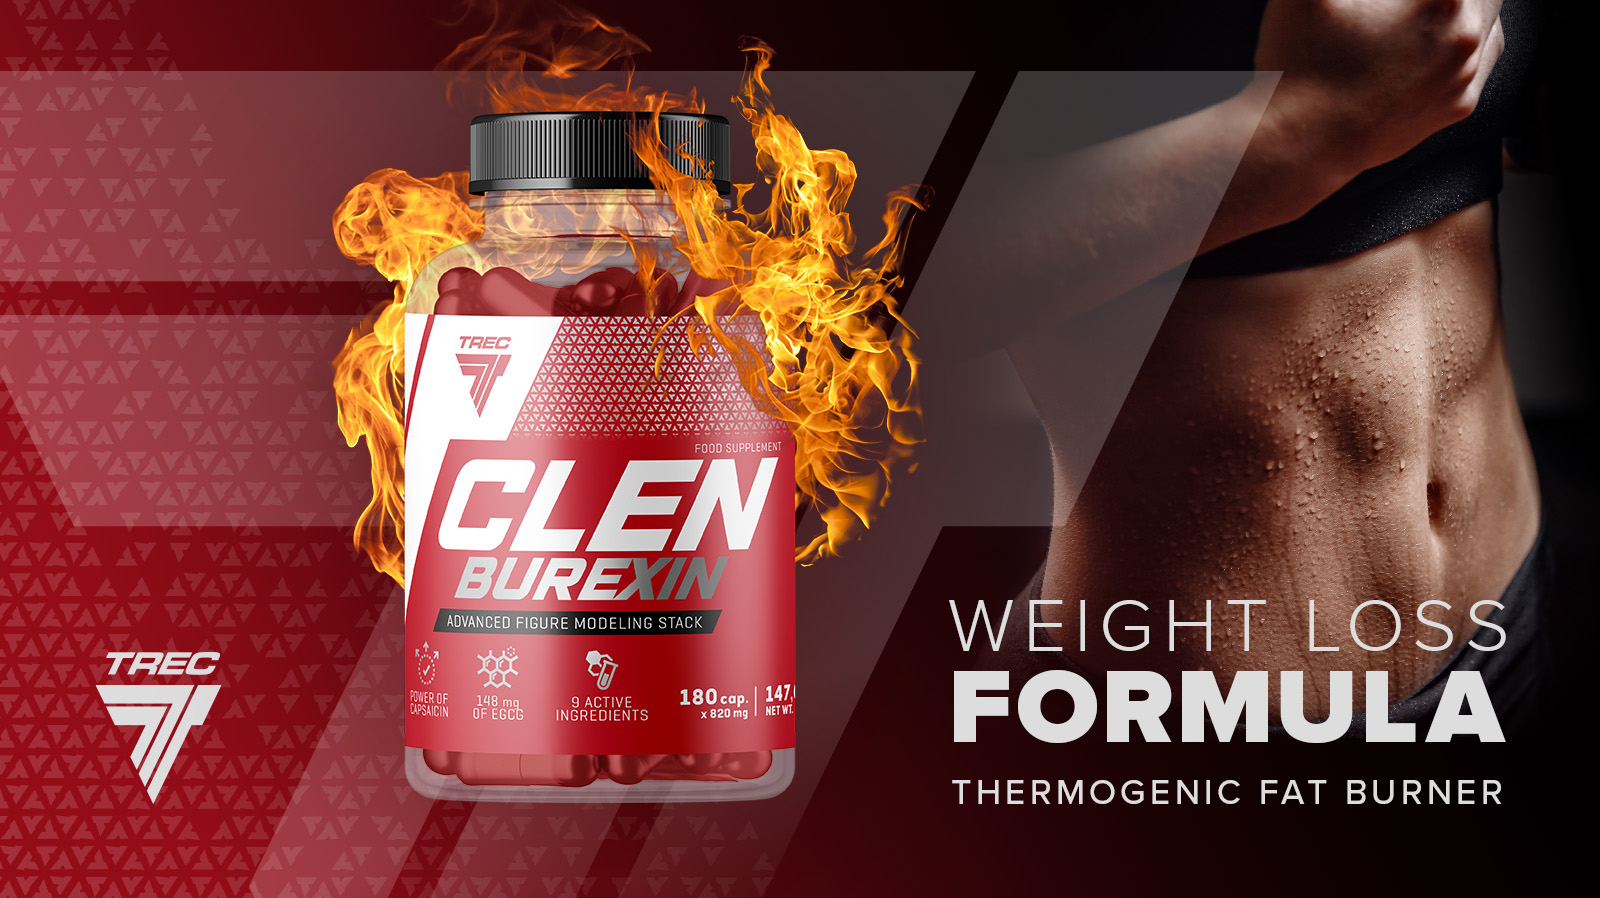 TREC
FOOD SUPPLEMENT
CLEN
BUREXIN
ADVANCED FIGURE MODELING STACK
POWER OF
CAPSAICIN
148 mg
OF EGCG
9 ACTIVE
INGREDIENTS
180 cap.
x 820 mg
147,
NET WT.
TREC
WEIGHT LOSS
FORMULA
THERMOGENIC FAT BURNER